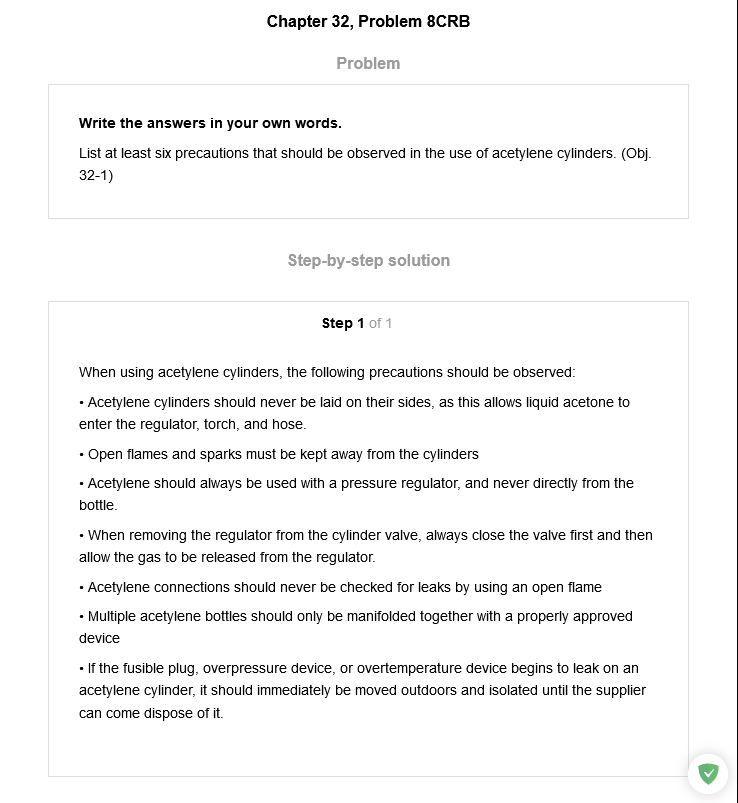 Chapter 32, Problem 8CRB
Problem
Write the answers in your own words.
List at least six precautions that should be observed in the use of acetylene cylinders. (Obj.
32-1)
Step-by-step solution
Step 1 of 1
When using acetylene cylinders, the following precautions should be observed:
• Acetylene cylinders should never be laid on their sides, as this allows liquid acetone to
enter the regulator, torch, and hose.
• Open flames and sparks must be kept away from the cylinders
• Acetylene should always be used with a pressure regulator, and never directly from the
bottle.
• When removing the regulator from the cylinder valve, always close the valve first and then
allow the gas to be released from the regulator.
• Acetylene connections should never be checked for leaks by using an open flame
• Multiple acetylene bottles should only be manifolded together with a properly approved
device
• If the fusible plug, overpressure device, or overtemperature device begins to leak on an
acetylene cylinder, it should immediately be moved outdoors and isolated until the supplier
can come dispose of it.